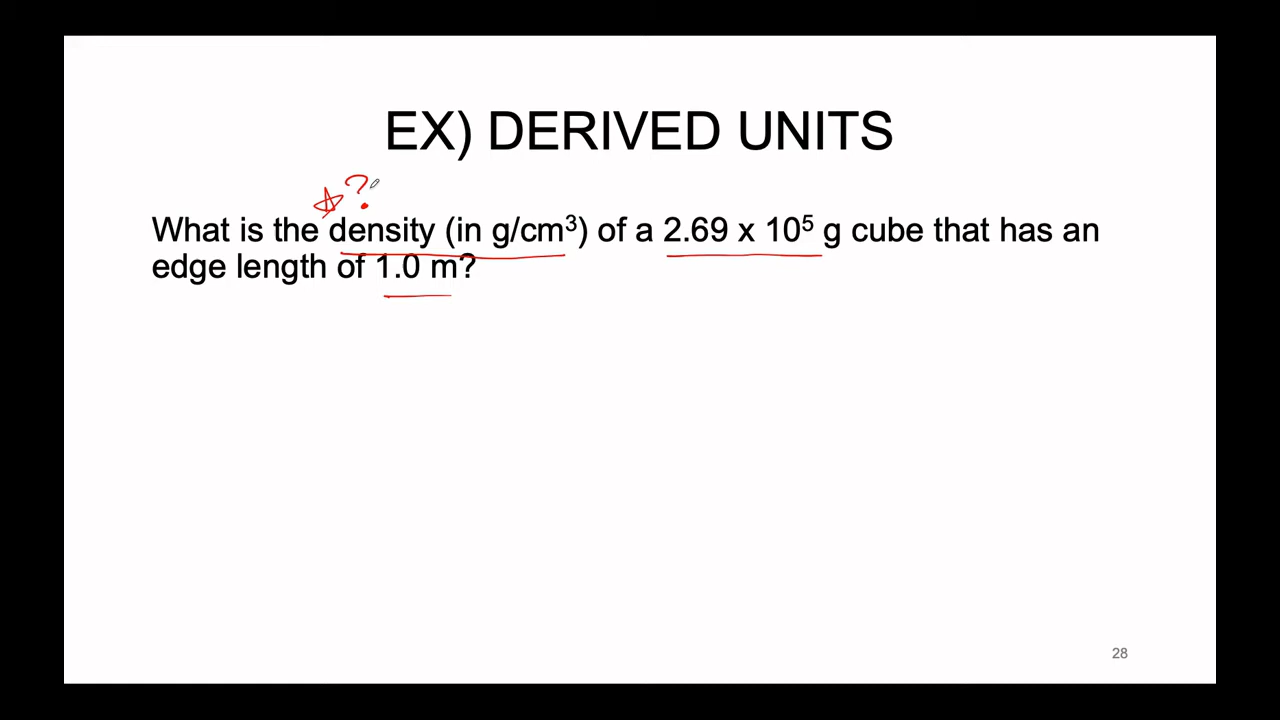 EX) DERIVED UNITS
?
What is the density (in g/cm³) of a 2.69 x 10⁵ g cube that has an
edge length of 1.0 m?
28